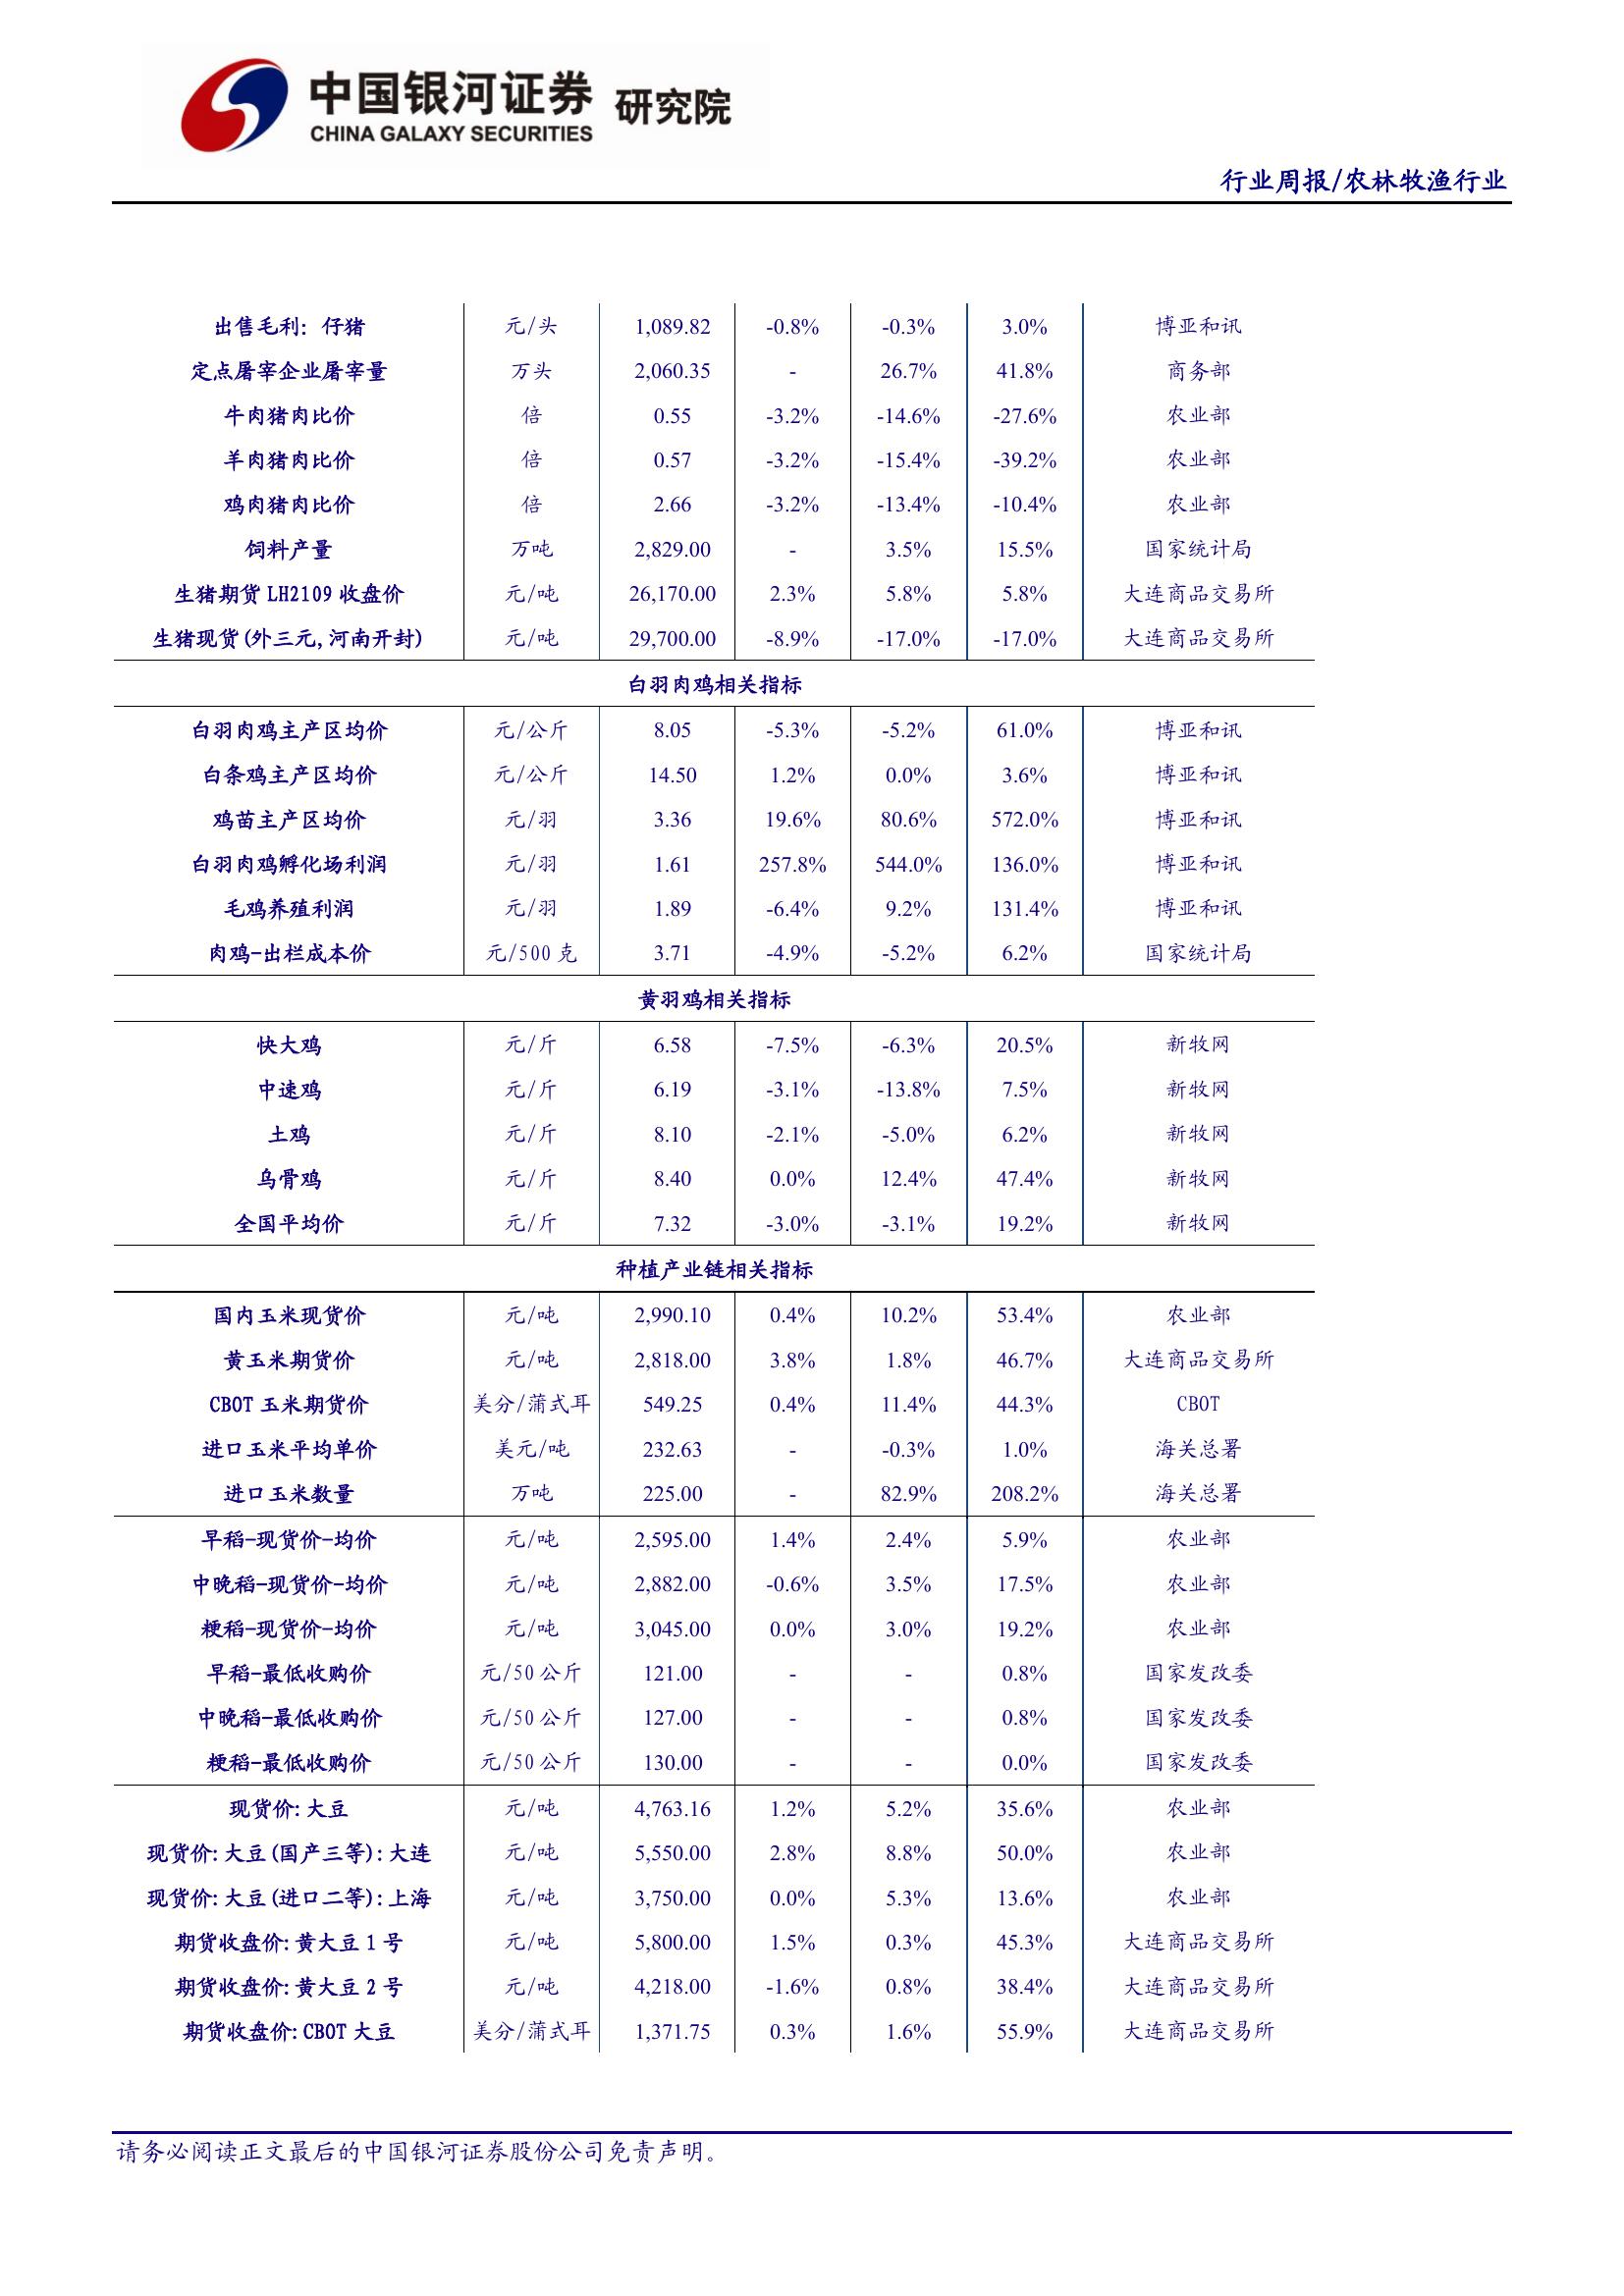 中国银河证券 研究院
CHINA GALAXY SECURITIES
行业周报/农林牧渔行业
出售毛利: 仔猪 元/头 1,089.82 -0.8% -0.3% 3.0% 博亚和讯
定点屠宰企业屠宰量 万头 2,060.35 - 26.7% 41.8% 商务部
牛肉猪肉比价 倍 0.55 -3.2% -14.6% -27.6% 农业部
羊肉猪肉比价 倍 0.57 -3.2% -15.4% -39.2% 农业部
鸡肉猪肉比价 倍 2.66 -3.2% -13.4% -10.4% 农业部
饲料产量 万吨 2,829.00 - 3.5% 15.5% 国家统计局
生猪期货 LH2109 收盘价 元/吨 26,170.00 2.3% 5.8% 5.8% 大连商品交易所
生猪现货(外三元,河南开封) 元/吨 29,700.00 -8.9% -17.0% -17.0% 大连商品交易所
白羽肉鸡相关指标
白羽肉鸡主产区均价 元/公斤 8.05 -5.3% -5.2% 61.0% 博亚和讯
白条鸡主产区均价 元/公斤 14.50 1.2% 0.0% 3.6% 博亚和讯
鸡苗主产区均价 元/羽 3.36 19.6% 80.6% 572.0% 博亚和讯
白羽肉鸡孵化场利润 元/羽 1.61 257.8% 544.0% 136.0% 博亚和讯
毛鸡养殖利润 元/羽 1.89 -6.4% 9.2% 131.4% 博亚和讯
肉鸡-出栏成本价 元/500 克 3.71 -4.9% -5.2% 6.2% 国家统计局
黄羽鸡相关指标
快大鸡 元/斤 6.58 -7.5% -6.3% 20.5% 新牧网
中速鸡 元/斤 6.19 -3.1% -13.8% 7.5% 新牧网
土鸡 元/斤 8.10 -2.1% -5.0% 6.2% 新牧网
乌骨鸡 元/斤 8.40 0.0% 12.4% 47.4% 新牧网
全国平均价 元/斤 7.32 -3.0% -3.1% 19.2% 新牧网
种植产业链相关指标
国内玉米现货价 元/吨 2,990.10 0.4% 10.2% 53.4% 农业部
黄玉米期货价 元/吨 2,818.00 3.8% 1.8% 46.7% 大连商品交易所
CBOT 玉米期货价 美分/蒲式耳 549.25 0.4% 11.4% 44.3% CBOT
进口玉米平均单价 美元/吨 232.63 - -0.3% 1.0% 海关总署
进口玉米数量 万吨 225.00 - 82.9% 208.2% 海关总署
早稻-现货价-均价 元/吨 2,595.00 1.4% 2.4% 5.9% 农业部
中晚稻-现货价-均价 元/吨 2,882.00 -0.6% 3.5% 17.5% 农业部
粳稻-现货价-均价 元/吨 3,045.00 0.0% 3.0% 19.2% 农业部
早稻-最低收购价 元/50 公斤 121.00 - - 0.8% 国家发改委
中晚稻-最低收购价 元/50 公斤 127.00 - - 0.8% 国家发改委
粳稻-最低收购价 元/50 公斤 130.00 - - 0.0% 国家发改委
现货价:大豆 元/吨 4,763.16 1.2% 5.2% 35.6% 农业部
现货价:大豆(国产三等):大连 元/吨 5,550.00 2.8% 8.8% 50.0% 农业部
现货价:大豆(进口二等):上海 元/吨 3,750.00 0.0% 5.3% 13.6% 农业部
期货收盘价:黄大豆 1 号 元/吨 5,800.00 1.5% 0.3% 45.3% 大连商品交易所
期货收盘价:黄大豆 2 号 元/吨 4,218.00 -1.6% 0.8% 38.4% 大连商品交易所
期货收盘价:CBOT 大豆 美分/蒲式耳 1,371.75 0.3% 1.6% 55.9% 大连商品交易所
请务必阅读正文最后的中国银河证券股份公司免责声明。